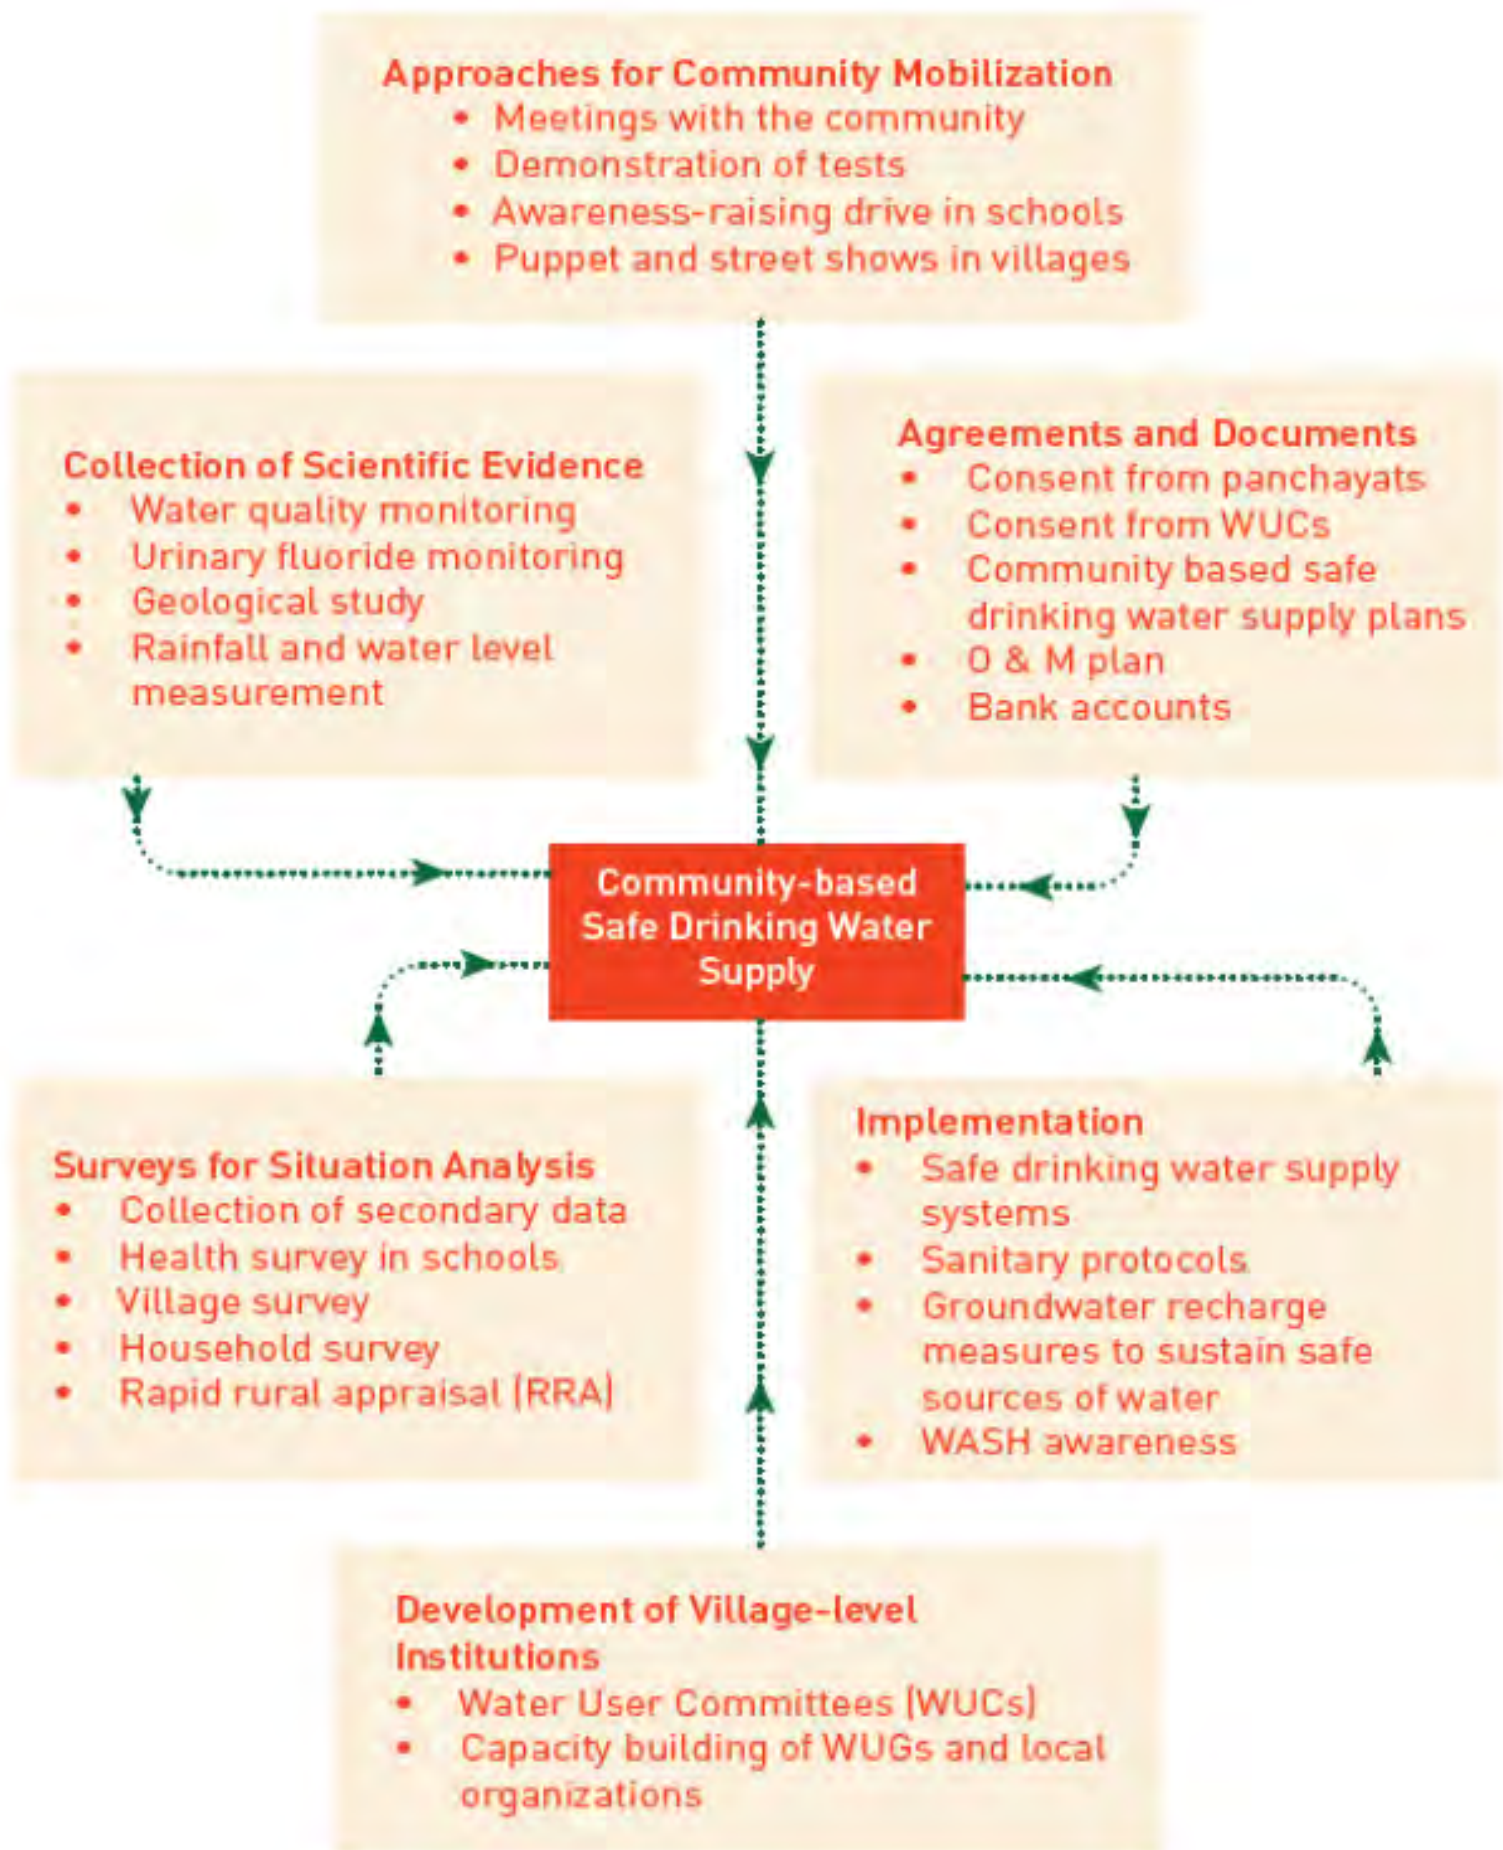 Approaches for Community Mobilization
• Meetings with the community
• Demonstration of tests
• Awareness-raising drive in schools
• Puppet and street shows in villages
Collection of Scientific Evidence
• Water quality monitoring
• Urinary fluoride monitoring
• Geological study
• Rainfall and water level
measurement
Agreements and Documents
• Consent from panchayats
• Consent from WUCs
• Community based safe
drinking water supply plans
• O & M plan
• Bank accounts
Community-based
Safe Drinking Water
Supply
Surveys for Situation Analysis
• Collection of secondary data
• Health survey in schools
• Village survey
• Household survey
• Rapid rural appraisal (RRA)
Implementation
• Safe drinking water supply
systems
• Sanitary protocols
• Groundwater recharge
measures to sustain safe
sources of water
• WASH awareness
Development of Village-level
Institutions
• Water User Committees (WUCs)
• Capacity building of WUGs and local
organizations